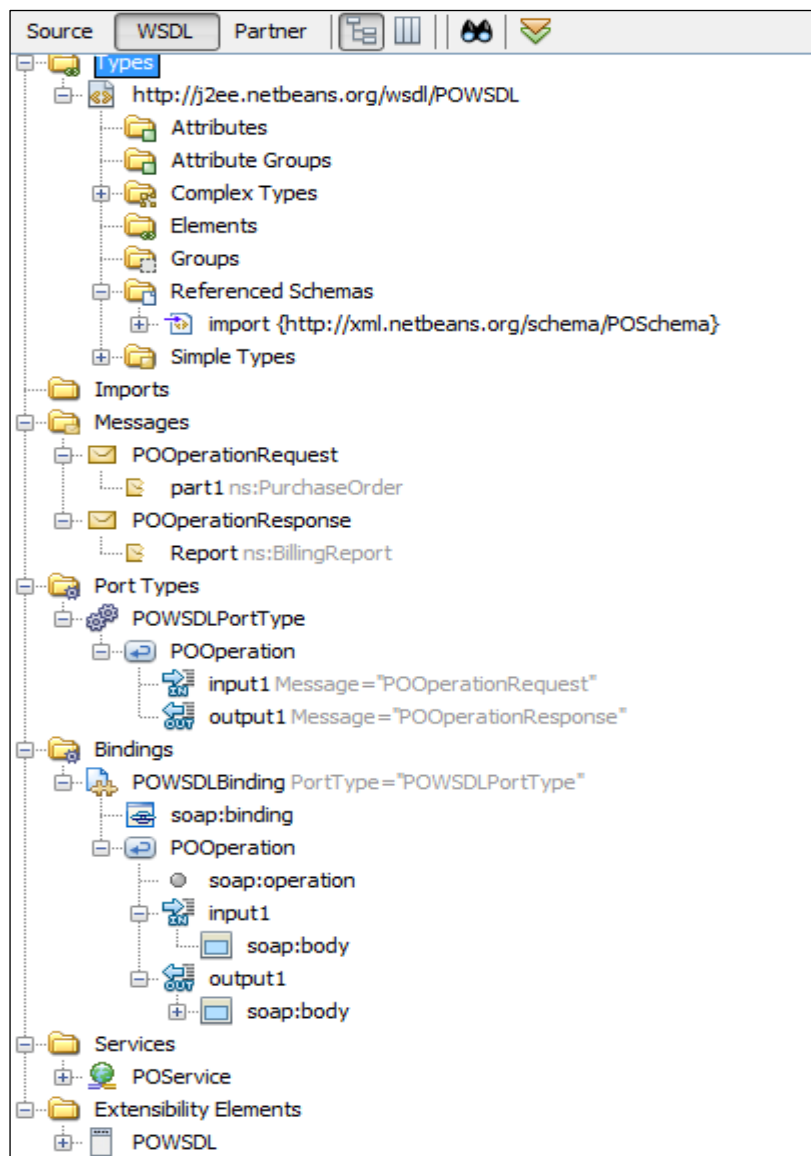 Source WSDL Partner
Types
http://j2ee.netbeans.org/wsdl/POWSDL
Attributes
Attribute Groups
Complex Types
Elements
Groups
Referenced Schemas
import {http://xml.netbeans.org/schema/POSchema}
Simple Types
Imports
Messages
POOperationRequest
part1 ns:PurchaseOrder
POOperationResponse
Report ns:BillingReport
Port Types
POWSDLPortType
POOperation
input1 Message="POOperationRequest"
output1 Message="POOperationResponse"
Bindings
POWSDLBinding PortType="POWSDLPortType"
soap:binding
POOperation
soap:operation
input1
soap:body
output1
soap:body
Services
POService
Extensibility Elements
POWSDL